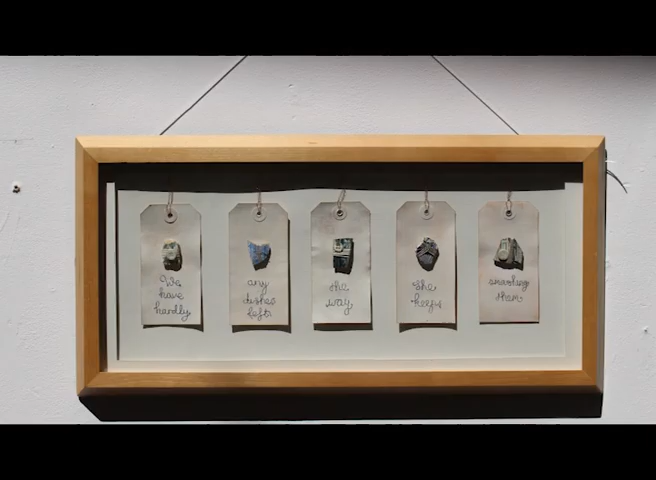 We
have
hardly
any
dishes
left
the
way
she
keeps
smashing
them